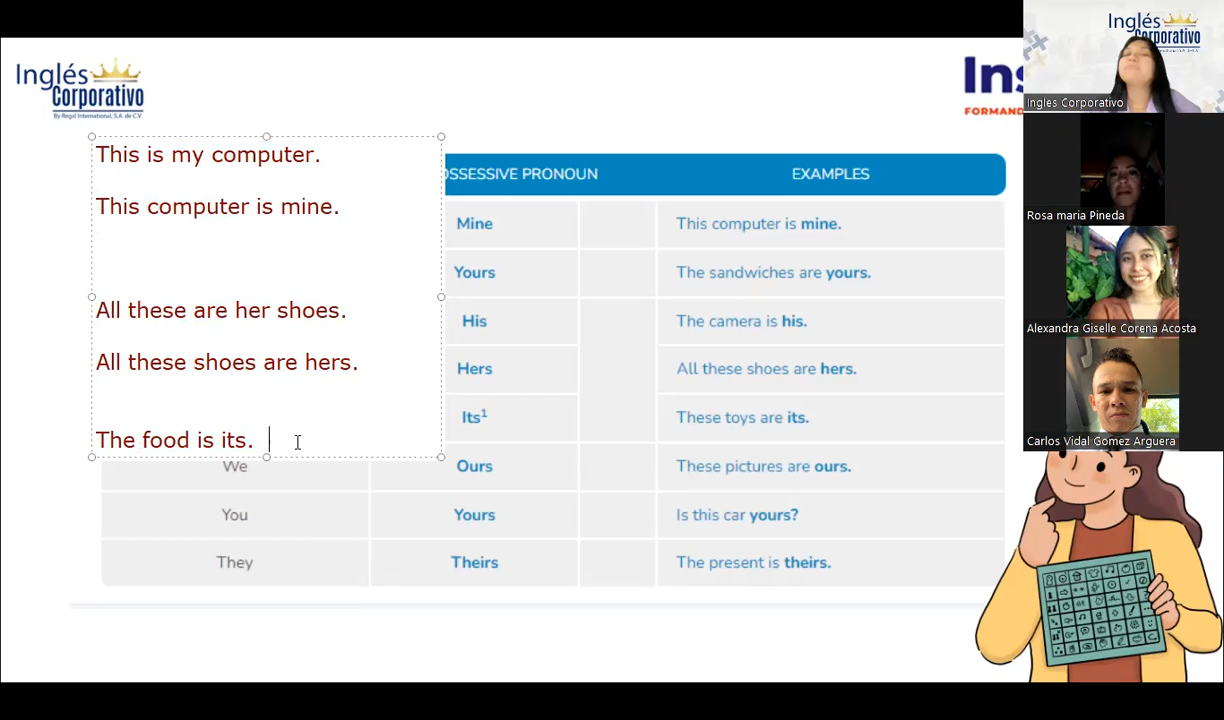 Inglés
Corporativo
By Regal International, S.A. de C.V.
Ins
FORMAND
This is my computer.
This computer is mine.
All these are her shoes.
All these shoes are hers.
The food is its.
OSSESSIVE PRONOUN
EXAMPLES
Mine
This computer is mine.
Yours
The sandwiches are yours.
His
The camera is his.
Hers
All these shoes are hers.
Its¹
These toys are its.
We
Ours
These pictures are ours.
You
Yours
Is this car yours?
They
Theirs
The present is theirs.
Inglés
Corporativo
Ingles Corporativo
Rosa maria Pineda
Alexandra Giselle Corena Acosta
Carlos Vidal Gomez Arguera